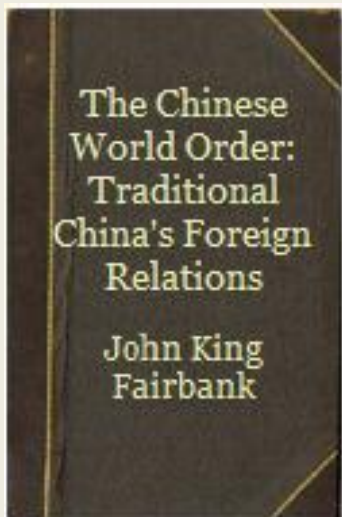 The Chinese
World Order:
Traditional
China's Foreign
Relations
John King
Fairbank